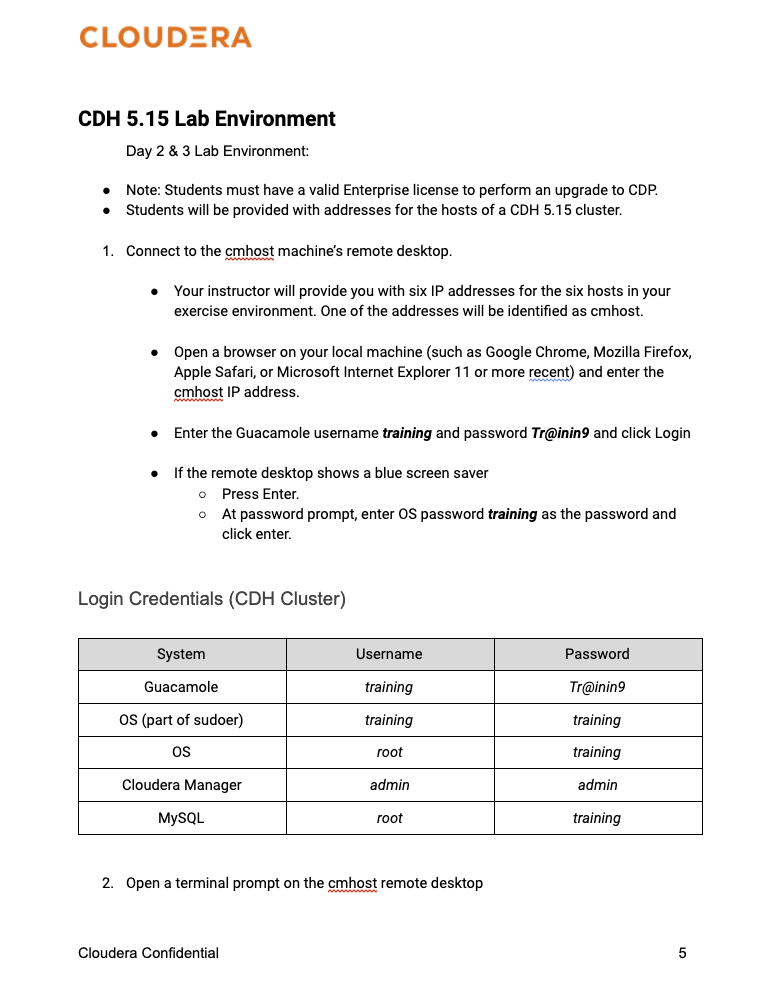 CLOUDERA
CDH 5.15 Lab Environment
Day 2 & 3 Lab Environment:
● Note: Students must have a valid Enterprise license to perform an upgrade to CDP.
● Students will be provided with addresses for the hosts of a CDH 5.15 cluster.
1. Connect to the cmhost machine’s remote desktop.
● Your instructor will provide you with six IP addresses for the six hosts in your
exercise environment. One of the addresses will be identified as cmhost.
● Open a browser on your local machine (such as Google Chrome, Mozilla Firefox,
Apple Safari, or Microsoft Internet Explorer 11 or more recent) and enter the
cmhost IP address.
● Enter the Guacamole username training and password Tr@inin9 and click Login
● If the remote desktop shows a blue screen saver
○ Press Enter.
○ At password prompt, enter OS password training as the password and
click enter.
Login Credentials (CDH Cluster)
System Username Password
Guacamole training Tr@inin9
OS (part of sudoer) training training
OS root training
Cloudera Manager admin admin
MySQL root training
2. Open a terminal prompt on the cmhost remote desktop
Cloudera Confidential 5